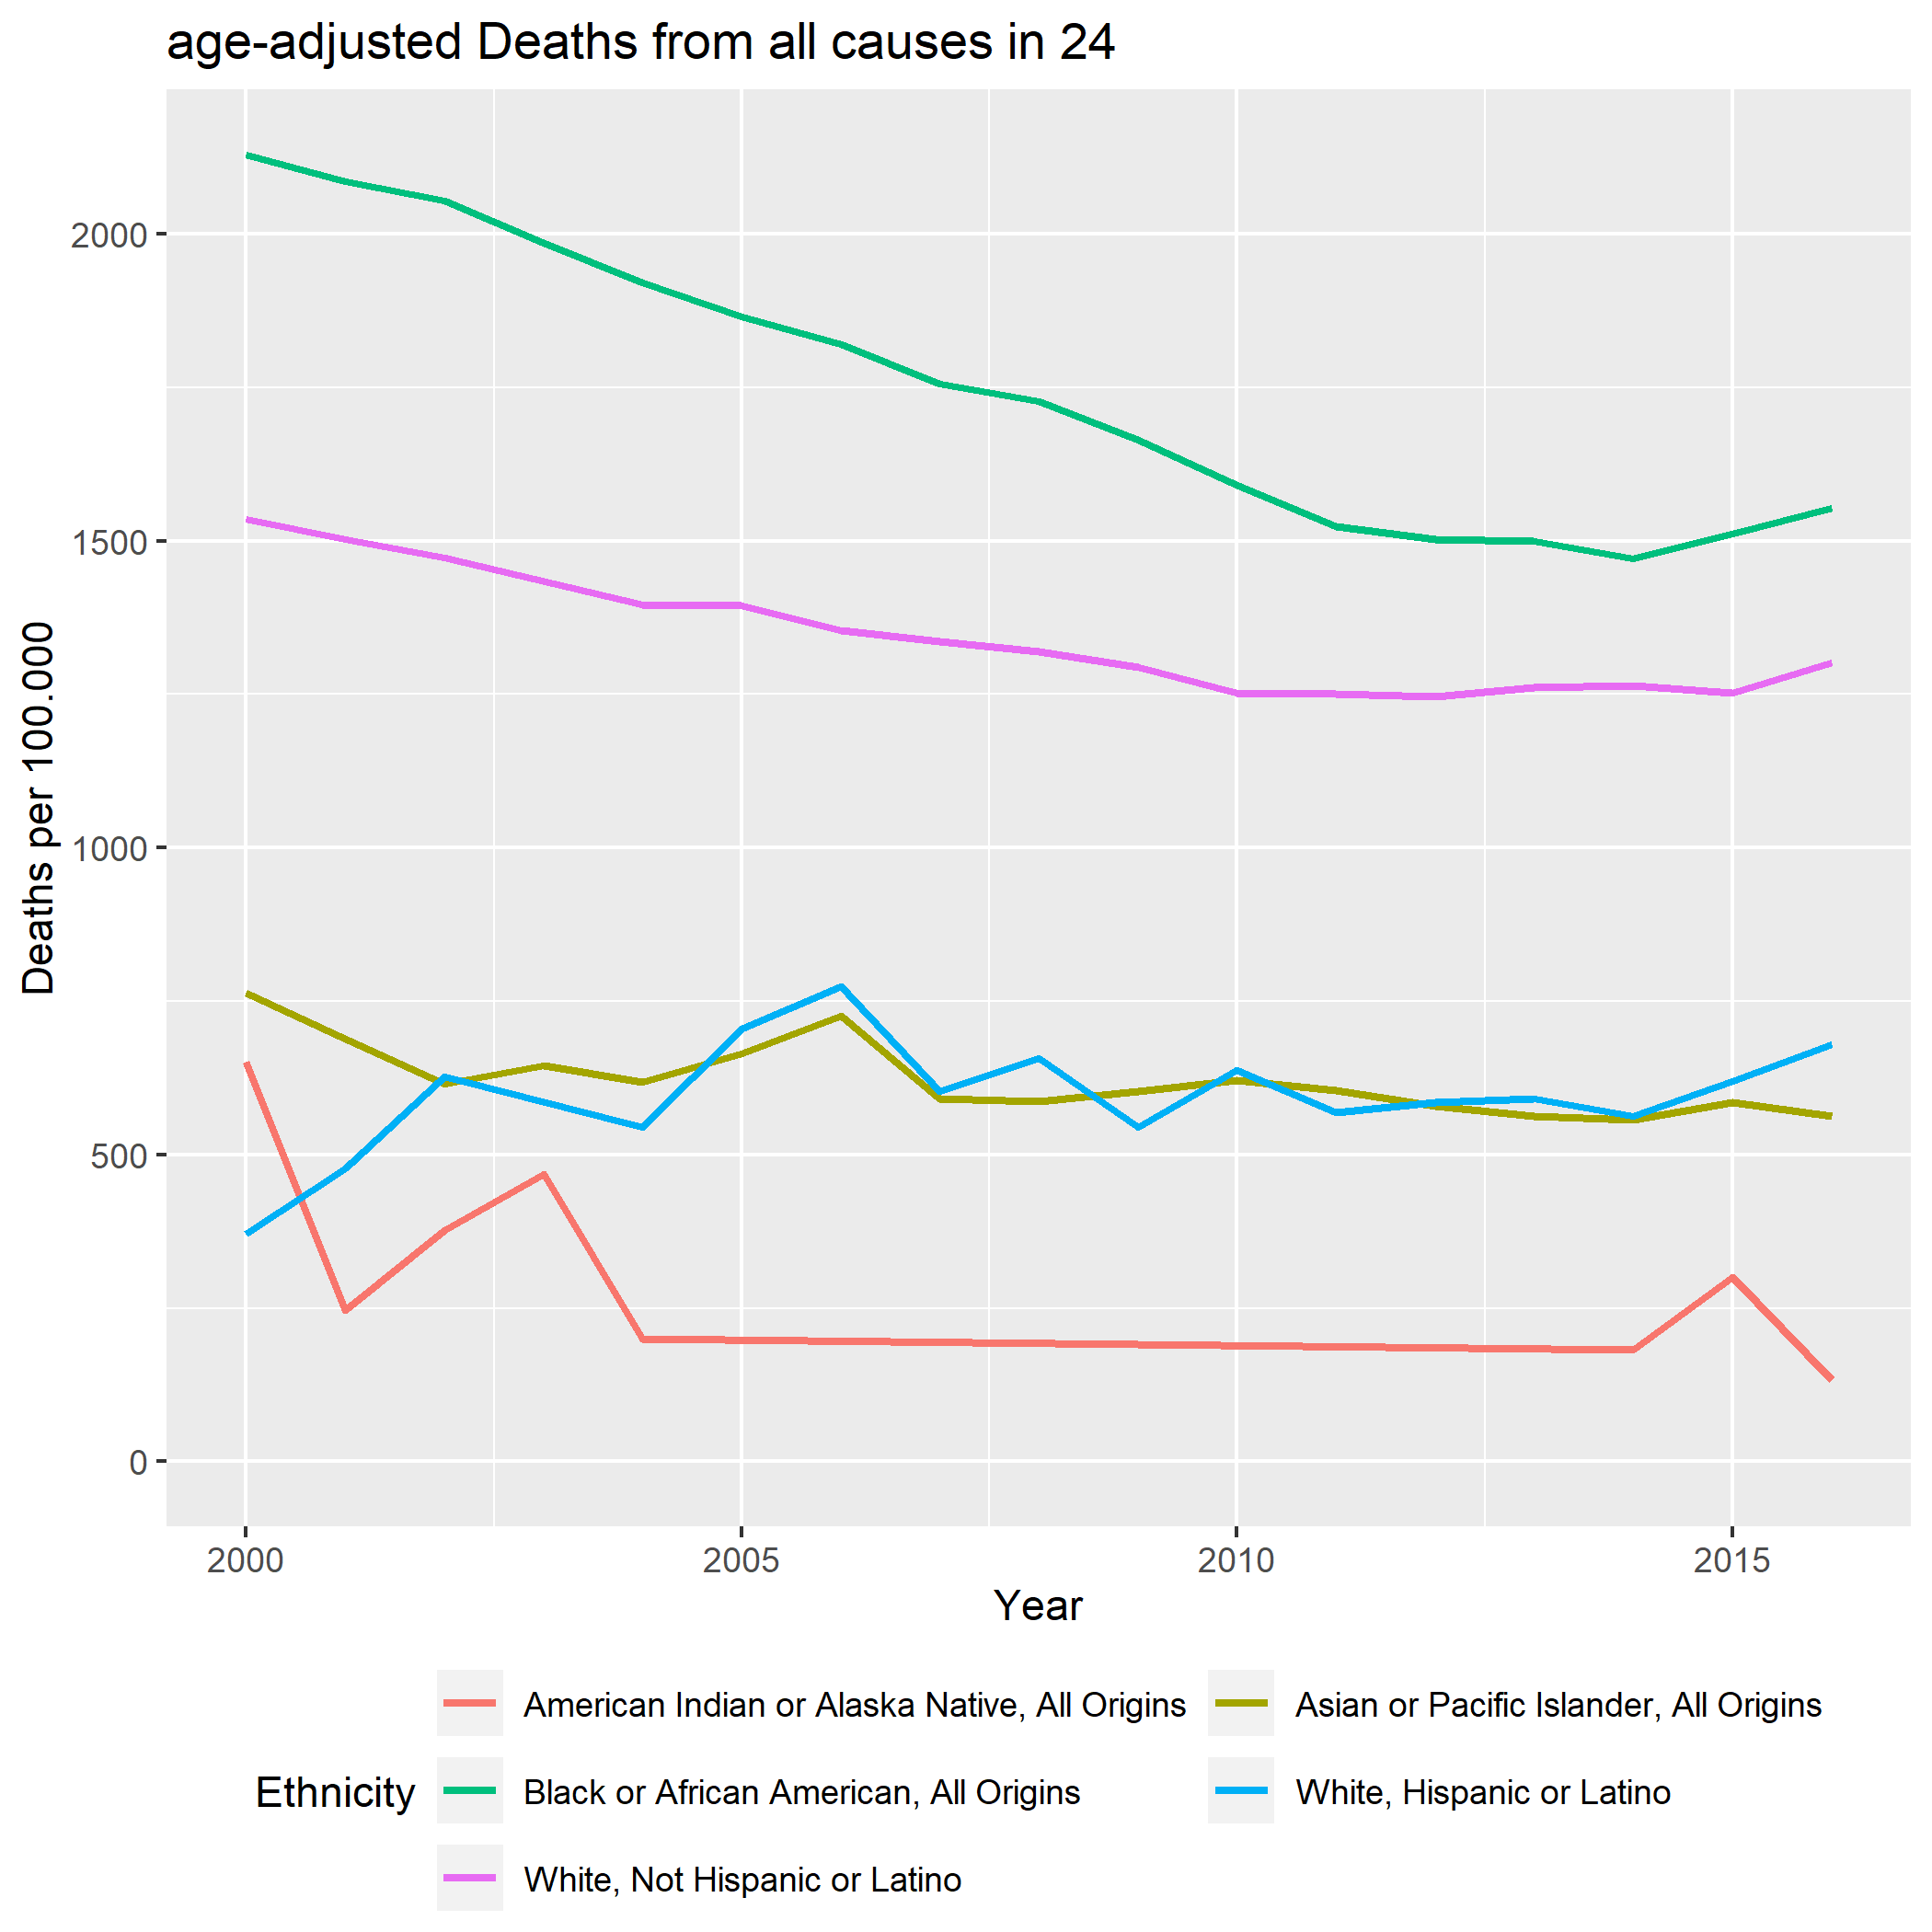 age-adjusted Deaths from all causes in 24
Deaths per 100.000
2000
1500
1000
500
0
2000 2005 2010 2015
Year
Ethnicity
American Indian or Alaska Native, All Origins
Asian or Pacific Islander, All Origins
Black or African American, All Origins
White, Hispanic or Latino
White, Not Hispanic or Latino